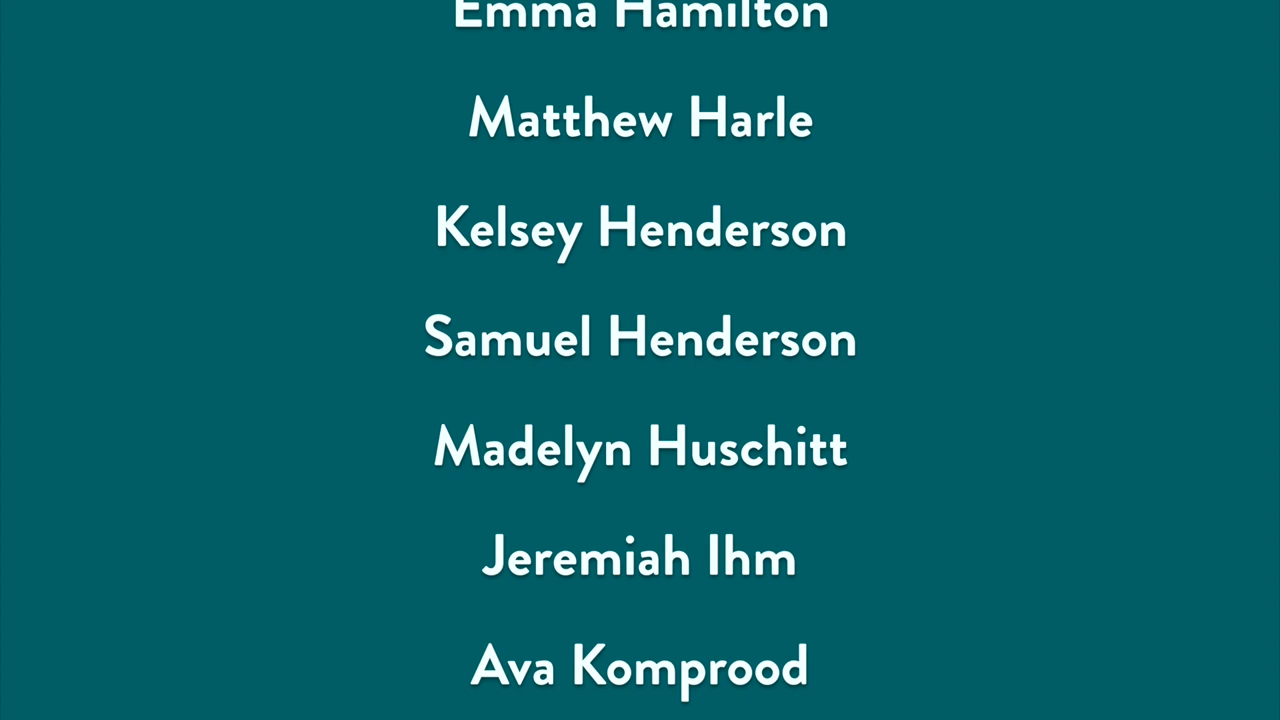 Emma Hamilton
Matthew Harle
Kelsey Henderson
Samuel Henderson
Madelyn Huschitt
Jeremiah Ihm
Ava Komprood